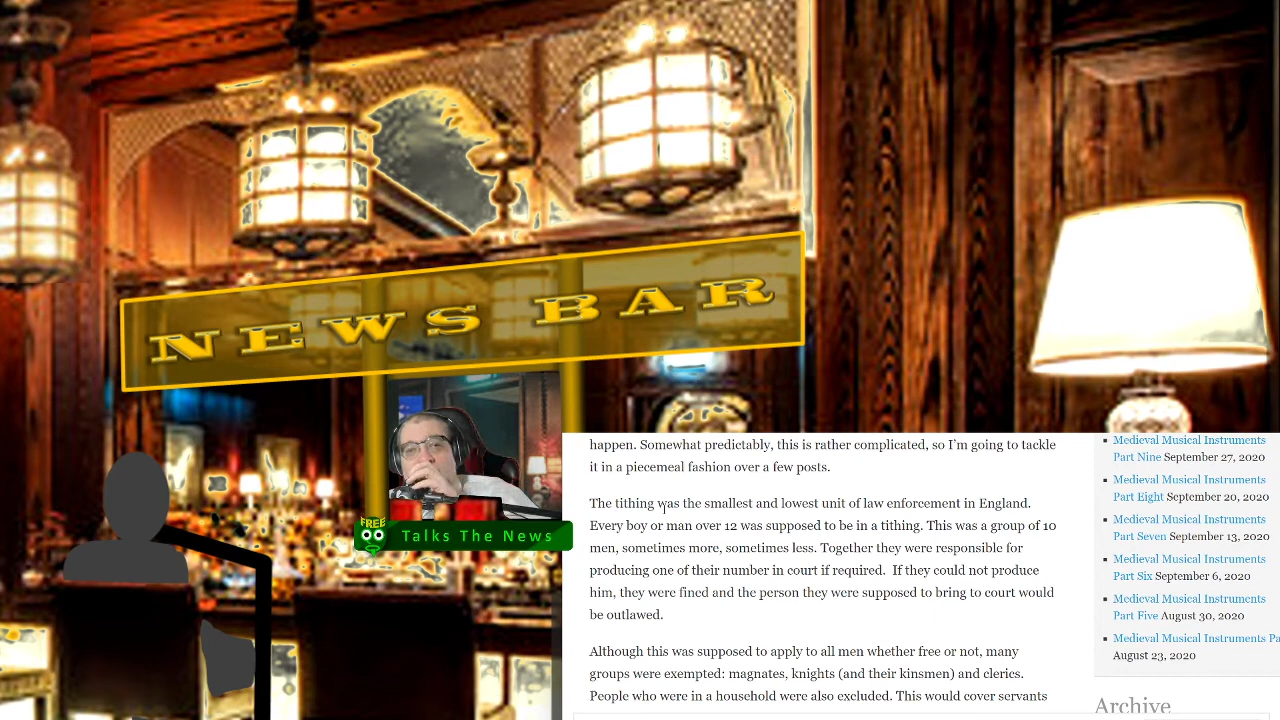 NEWS BAR
FREE
Talks The News
happen. Somewhat predictably, this is rather complicated, so I'm going to tackle
it in a piecemeal fashion over a few posts.
The tithing was the smallest and lowest unit of law enforcement in England.
Every boy or man over 12 was supposed to be in a tithing. This was a group of 10
men, sometimes more, sometimes less. Together they were responsible for
producing one of their number in court if required.  If they could not produce
him, they were fined and the person they were supposed to bring to court would
be outlawed.
Although this was supposed to apply to all men whether free or not, many
groups were exempted: magnates, knights (and their kinsmen) and clerics.
People who were in a household were also excluded. This would cover servants
Medieval Musical Instruments
Part Nine September 27, 2020
Medieval Musical Instruments
Part Eight September 20, 2020
Medieval Musical Instruments
Part Seven September 13, 2020
Medieval Musical Instruments
Part Six September 6, 2020
Medieval Musical Instruments
Part Five August 30, 2020
Medieval Musical Instruments Pa
August 23, 2020
Archive